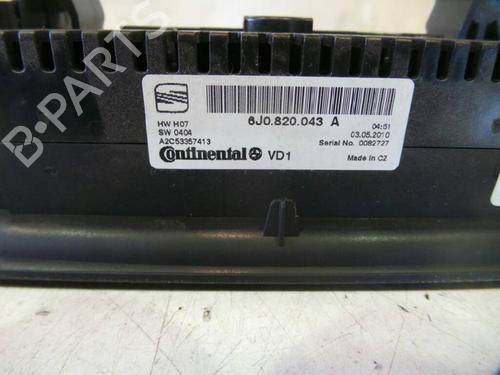 6J0.820.043 A
HW H07
SW 0404
A2C53357413
04:51
03.05.2010
Serial No. 0082727
Continental VD1
Made in CZ
B-PARTS